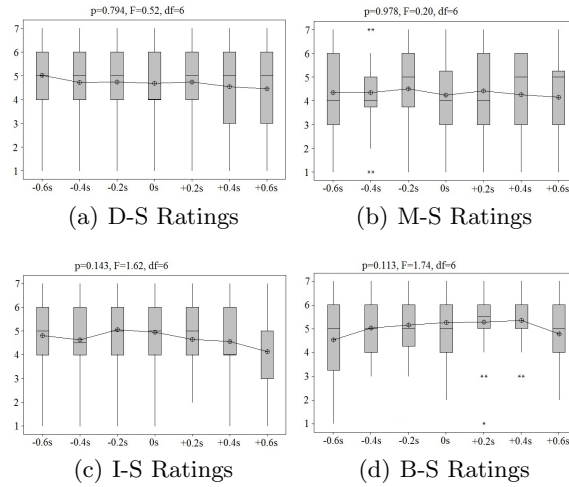 p=0.794, F=0.52, df=6
7
6
5
4
3
2
1
-0.6s -0.4s -0.2s 0s +0.2s +0.4s +0.6s
(a) D-S Ratings
p=0.978, F=0.20, df=6
7
6
5
4
3
2
1
**
**
-0.6s -0.4s -0.2s 0s +0.2s +0.4s +0.6s
(b) M-S Ratings
p=0.143, F=1.62, df=6
7
6
5
4
3
2
1
-0.6s -0.4s -0.2s 0s +0.2s +0.4s +0.6s
(c) I-S Ratings
p=0.113, F=1.74, df=6
7
6
5
4
3
2
1
** **
*
-0.6s -0.4s -0.2s 0s +0.2s +0.4s +0.6s
(d) B-S Ratings